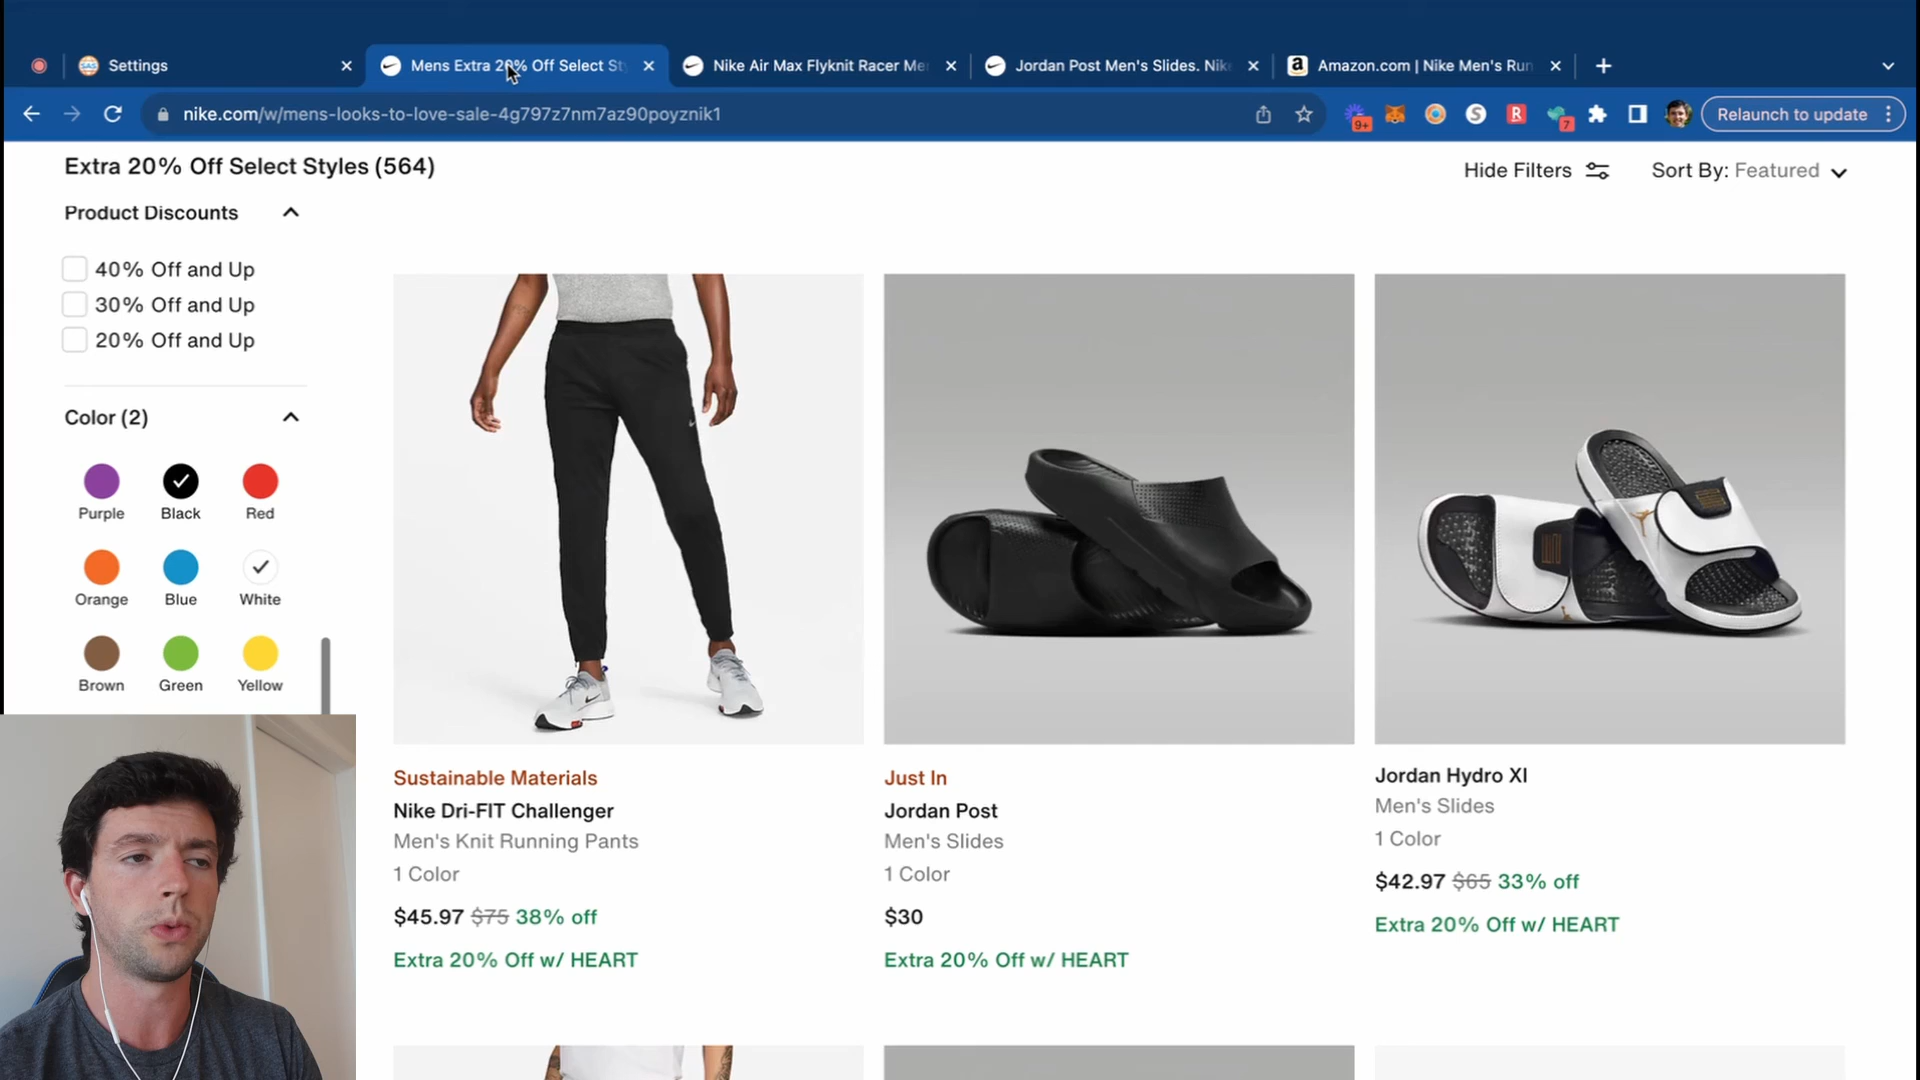 Settings
Mens Extra 20% Off Select St
Nike Air Max Flyknit Racer Me
Jordan Post Men's Slides. Nik
a
Amazon.com | Nike Men's Run
nike.com/w/mens-looks-to-love-sale-4g797z7nm7az90poyznik1
9+
S
R
7
Relaunch to update
Extra 20% Off Select Styles (564)
Hide Filters
Sort By: Featured
Product Discounts
40% Off and Up
30% Off and Up
20% Off and Up
Color (2)
Purple
Black
Red
Orange
Blue
White
Brown
Green
Yellow
Sustainable Materials
Nike Dri-FIT Challenger
Men's Knit Running Pants
1 Color
$45.97 $75 38% off
Extra 20% Off w/ HEART
Just In
Jordan Post
Men's Slides
1 Color
$30
Extra 20% Off w/ HEART
Jordan Hydro XI
Men's Slides
1 Color
$42.97 $65 33% off
Extra 20% Off w/ HEART